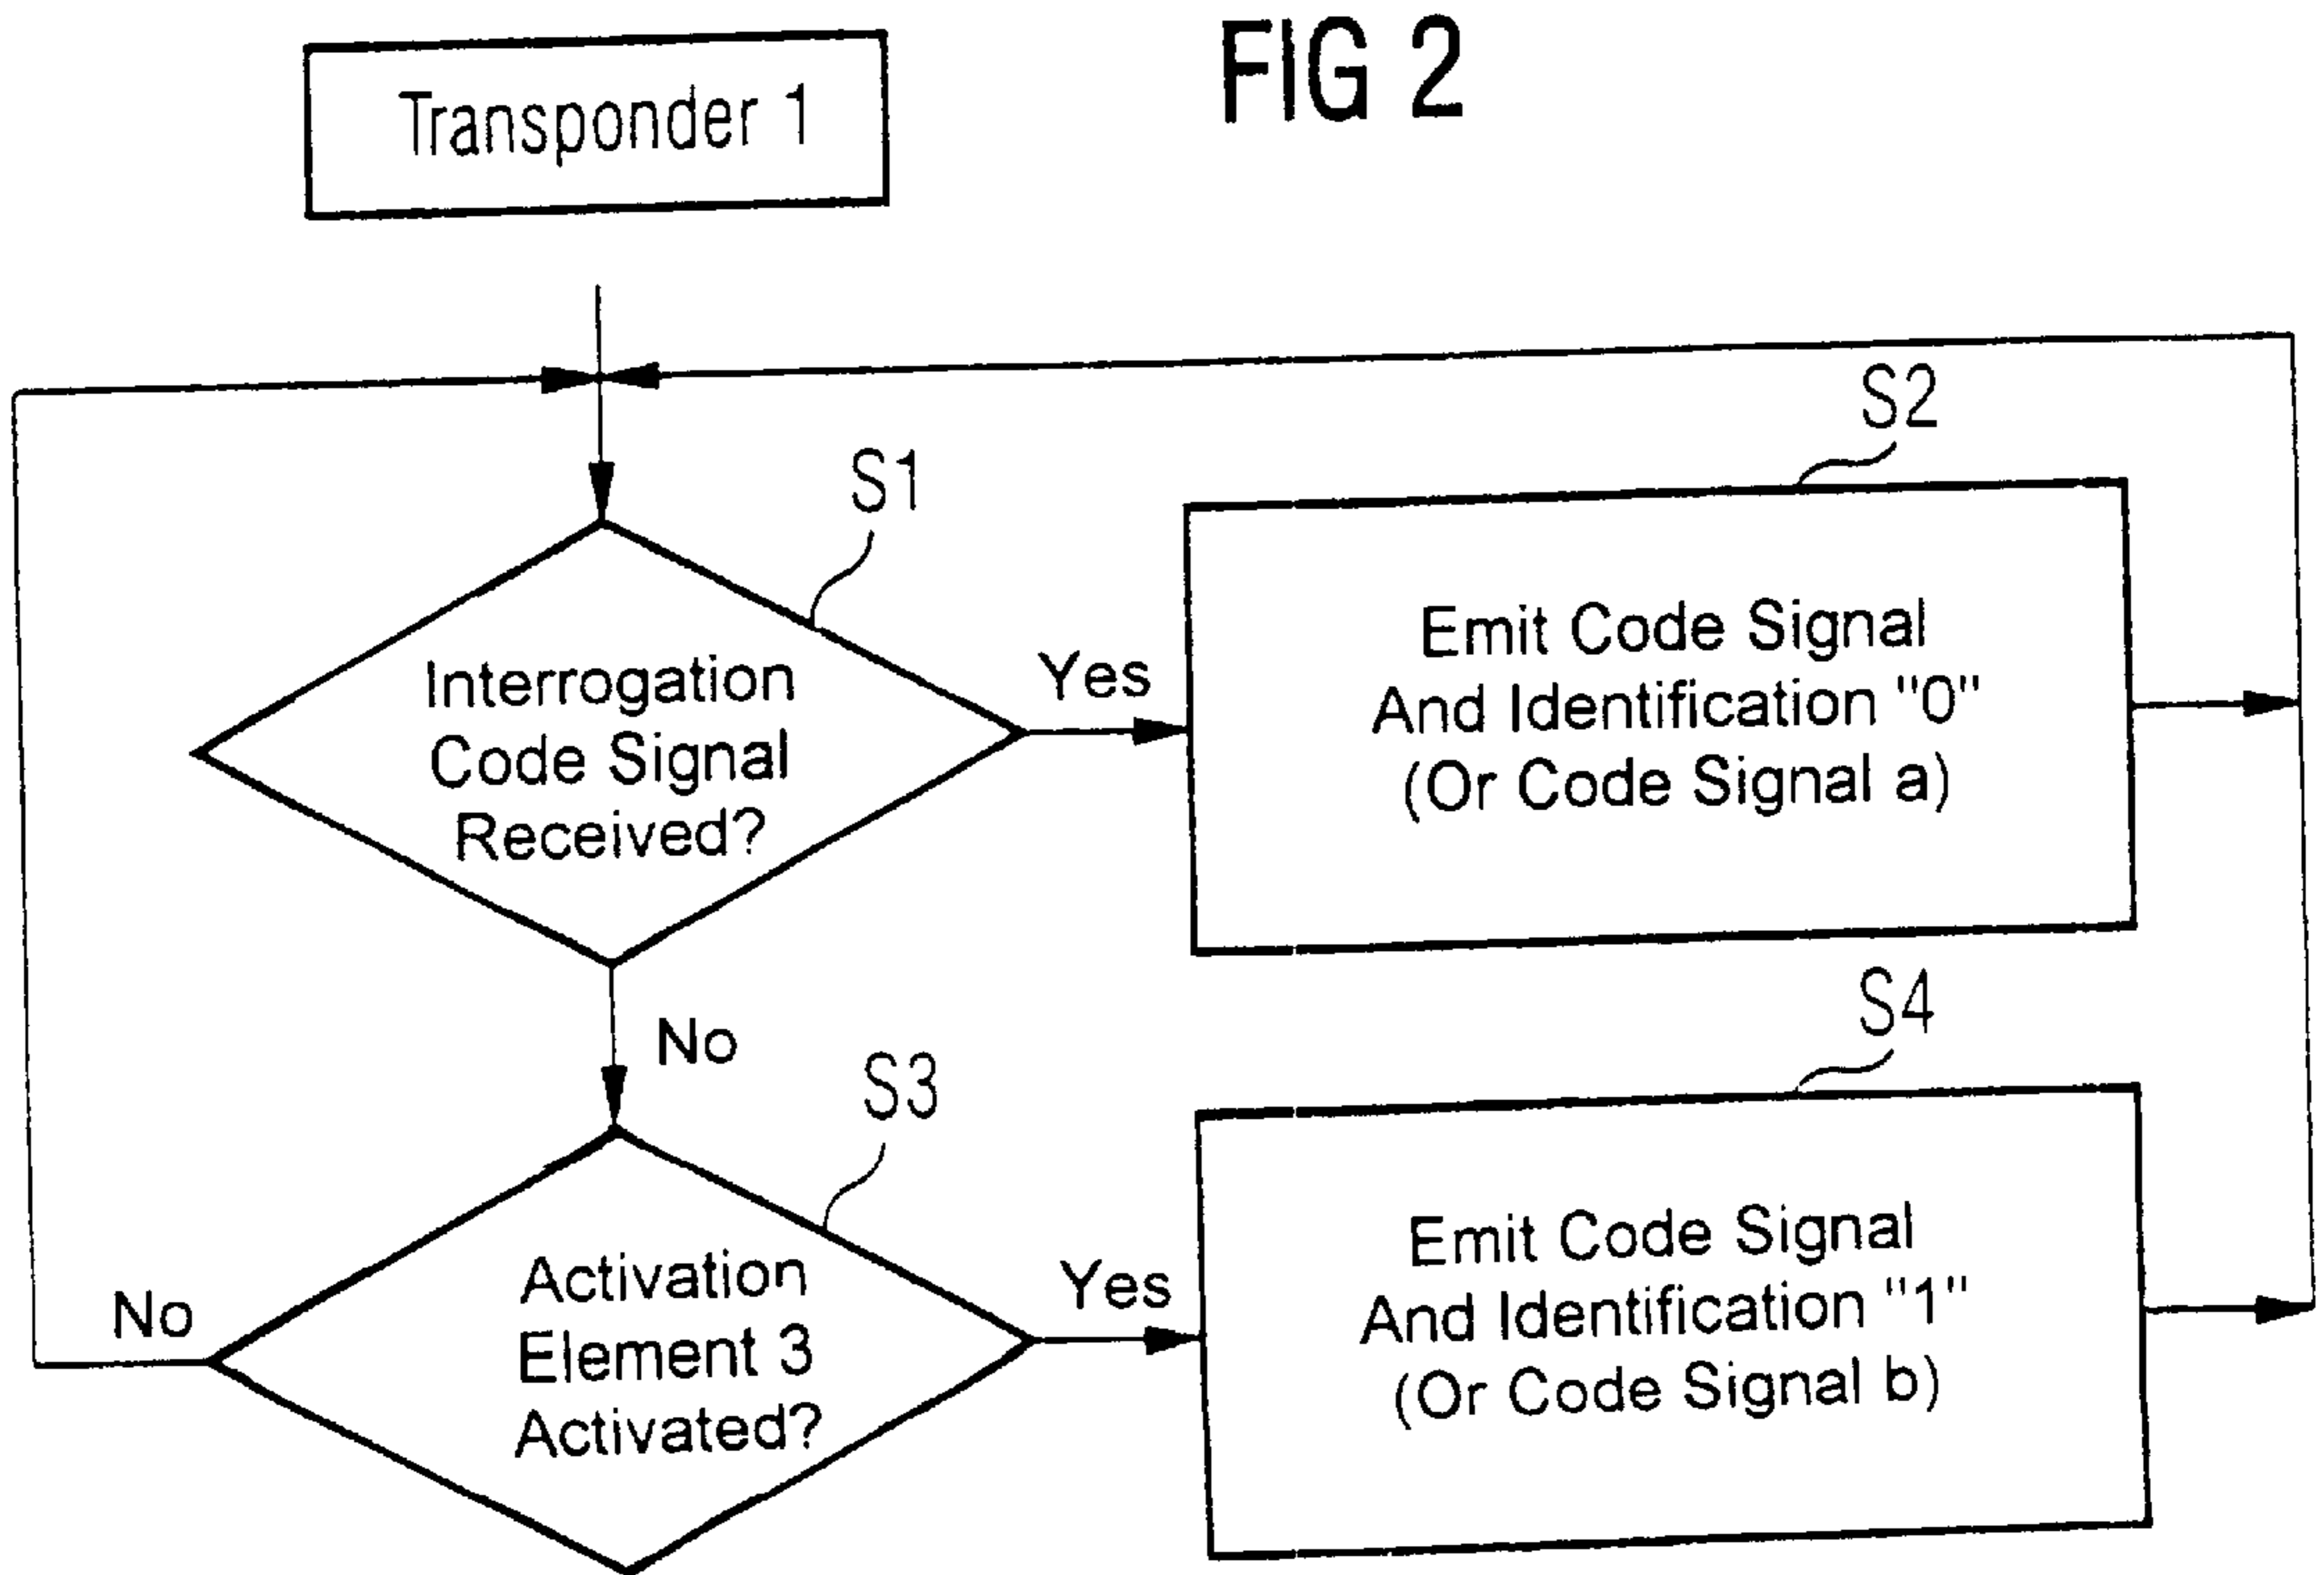 FIG 2
Transponder 1
S1
Interrogation
Code Signal
Received?
Yes
S2
Emit Code Signal
And Identification "0"
(Or Code Signal a)
No
S3
Activation
Element 3
Activated?
No
Yes
S4
Emit Code Signal
And Identification "1"
(Or Code Signal b)